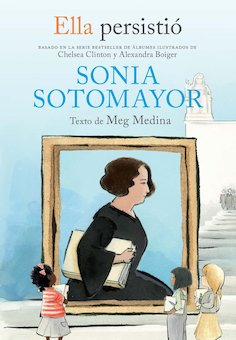 Ella persistió
BASADO EN LA SERIE BESTSELLER DE ÁLBUMES ILUSTRADOS DE
Chelsea Clinton y Alexandra Boiger
SONIA
SOTOMAYOR
Texto de Meg Medina